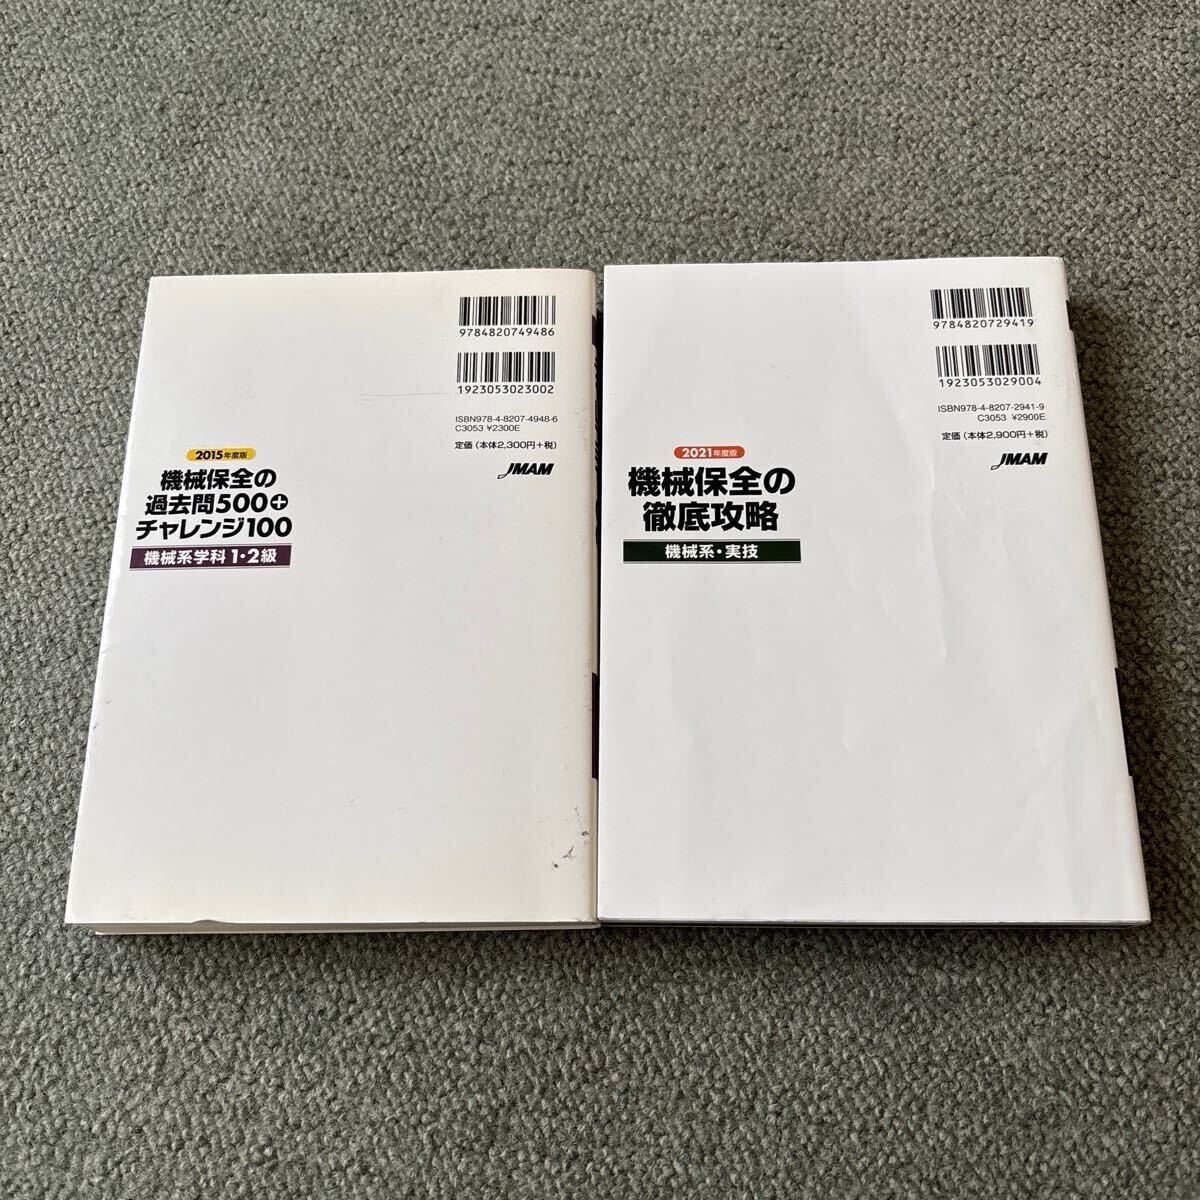 9784820749486
1923053023002
ISBN978-4-8207-4948-6
C3053 ¥2300E
定価（本体2,300円+税）
JMAM
2015年度版
機械保全の
過去問500+
チャレンジ100
機械系学科 1・2級
9784820729419
1923053029004
ISBN978-4-8207-2941-9
C3053 ¥2900E
定価（本体2,900円+税）
JMAM
2021年度版
機械保全の
徹底攻略
機械系・実技